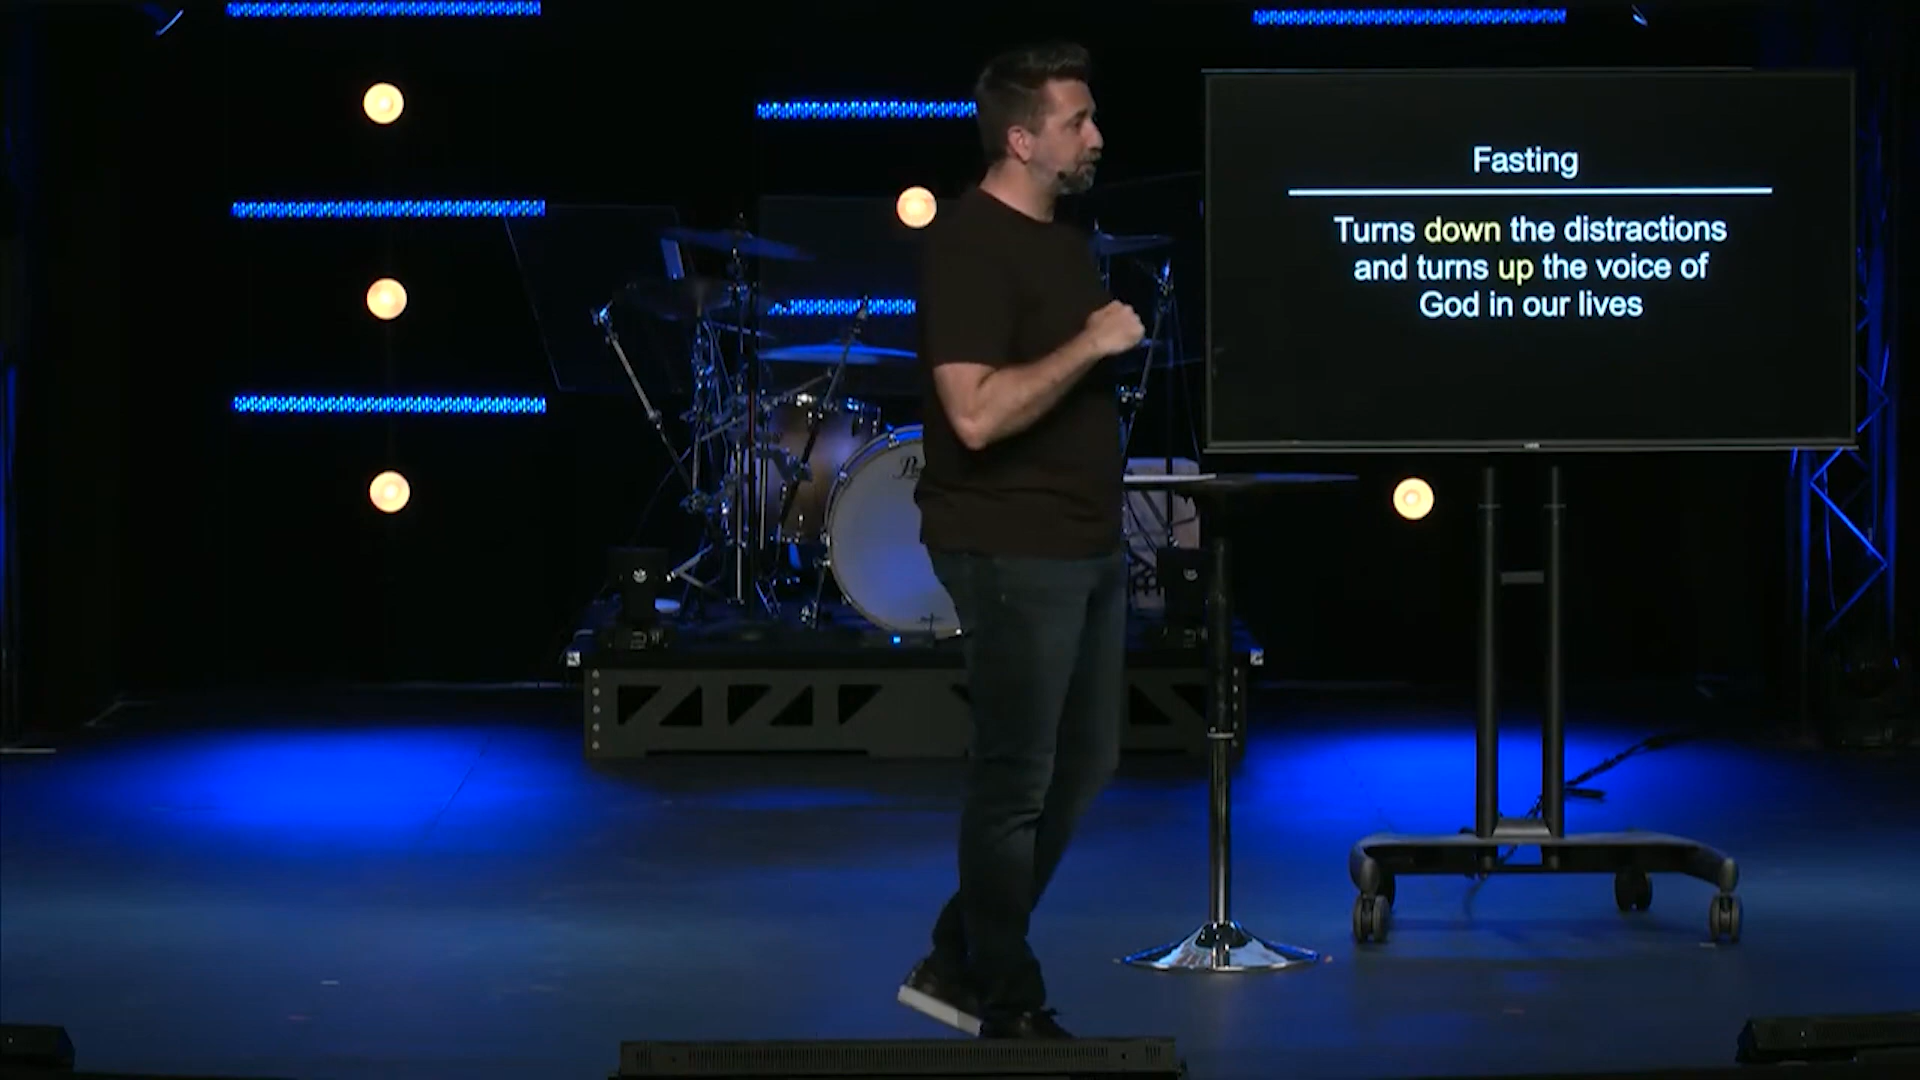 Fasting
Turns down the distractions
and turns up the voice of
God in our lives